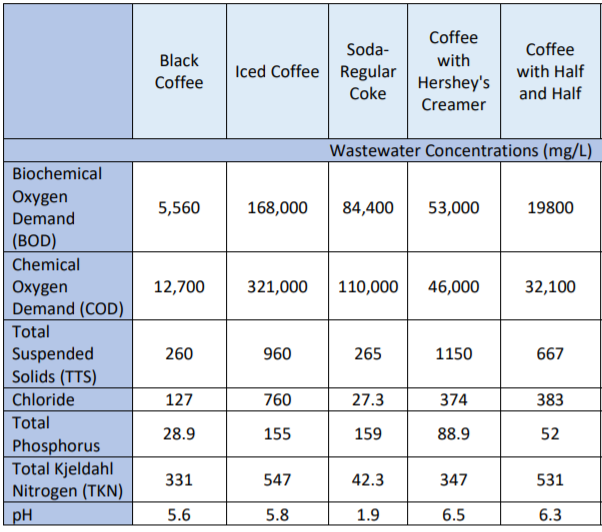 Black Coffee
Iced Coffee
Soda-
Regular
Coke
Coffee
with
Hershey's
Creamer
Coffee
with Half
and Half
Wastewater Concentrations (mg/L)
Biochemical
Oxygen
Demand
(BOD)
5,560
168,000
84,400
53,000
19800
Chemical
Oxygen
Demand (COD)
12,700
321,000
110,000
46,000
32,100
Total
Suspended
Solids (TTS)
260
960
265
1150
667
Chloride
127
760
27.3
374
383
Total
Phosphorus
28.9
155
159
88.9
52
Total Kjeldahl
Nitrogen (TKN)
331
547
42.3
347
531
pH
5.6
5.8
1.9
6.5
6.3